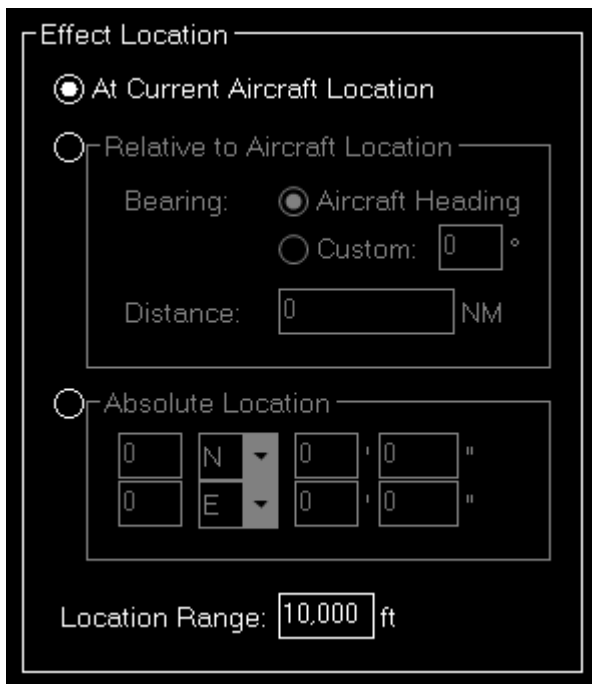 Effect Location
At Current Aircraft Location
Relative to Aircraft Location
Bearing: Aircraft Heading
Custom: 0 °
Distance: 0 NM
Absolute Location
0 N 0 ' 0 "
0 E 0 ' 0 "
Location Range: 10,000 ft